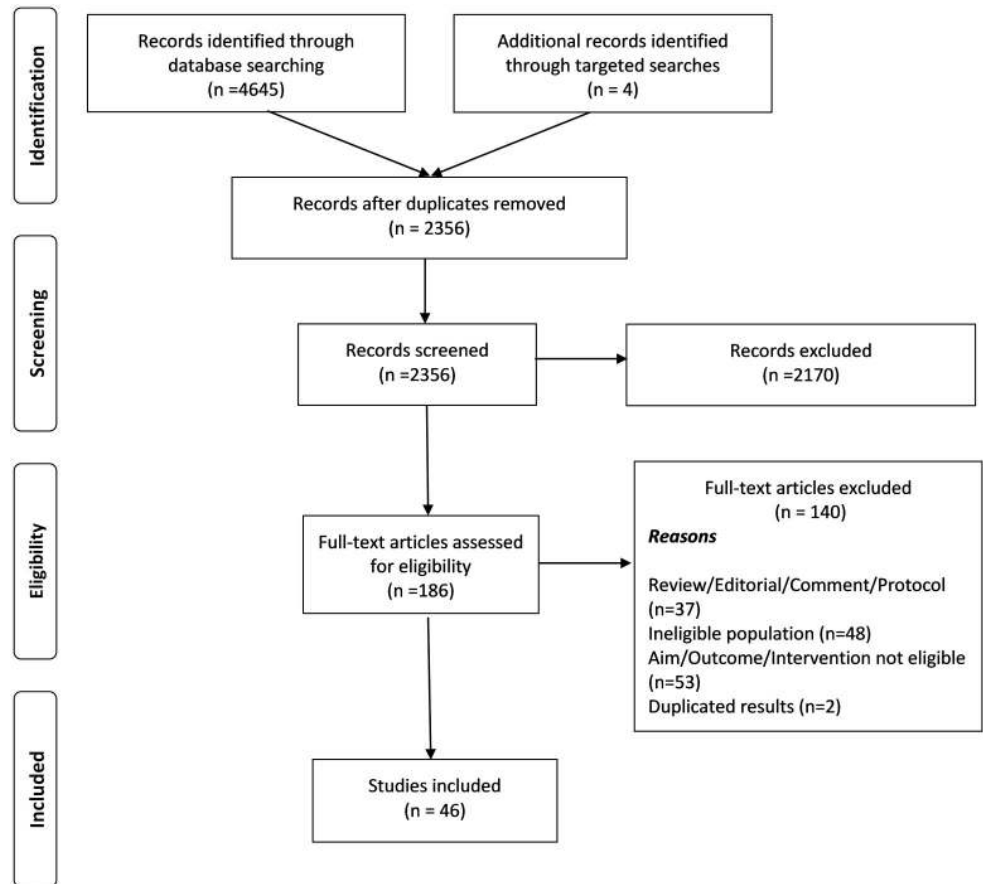 Identification
Records identified through
database searching
(n =4645)
Additional records identified
through targeted searches
(n = 4)
Records after duplicates removed
(n = 2356)
Screening
Records screened
(n =2356)
Records excluded
(n =2170)
Eligibility
Full-text articles assessed
for eligibility
(n =186)
Full-text articles excluded
(n = 140)
Reasons
Review/Editorial/Comment/Protocol
(n=37)
Ineligible population (n=48)
Aim/Outcome/Intervention not eligible
(n=53)
Duplicated results (n=2)
Included
Studies included
(n = 46)